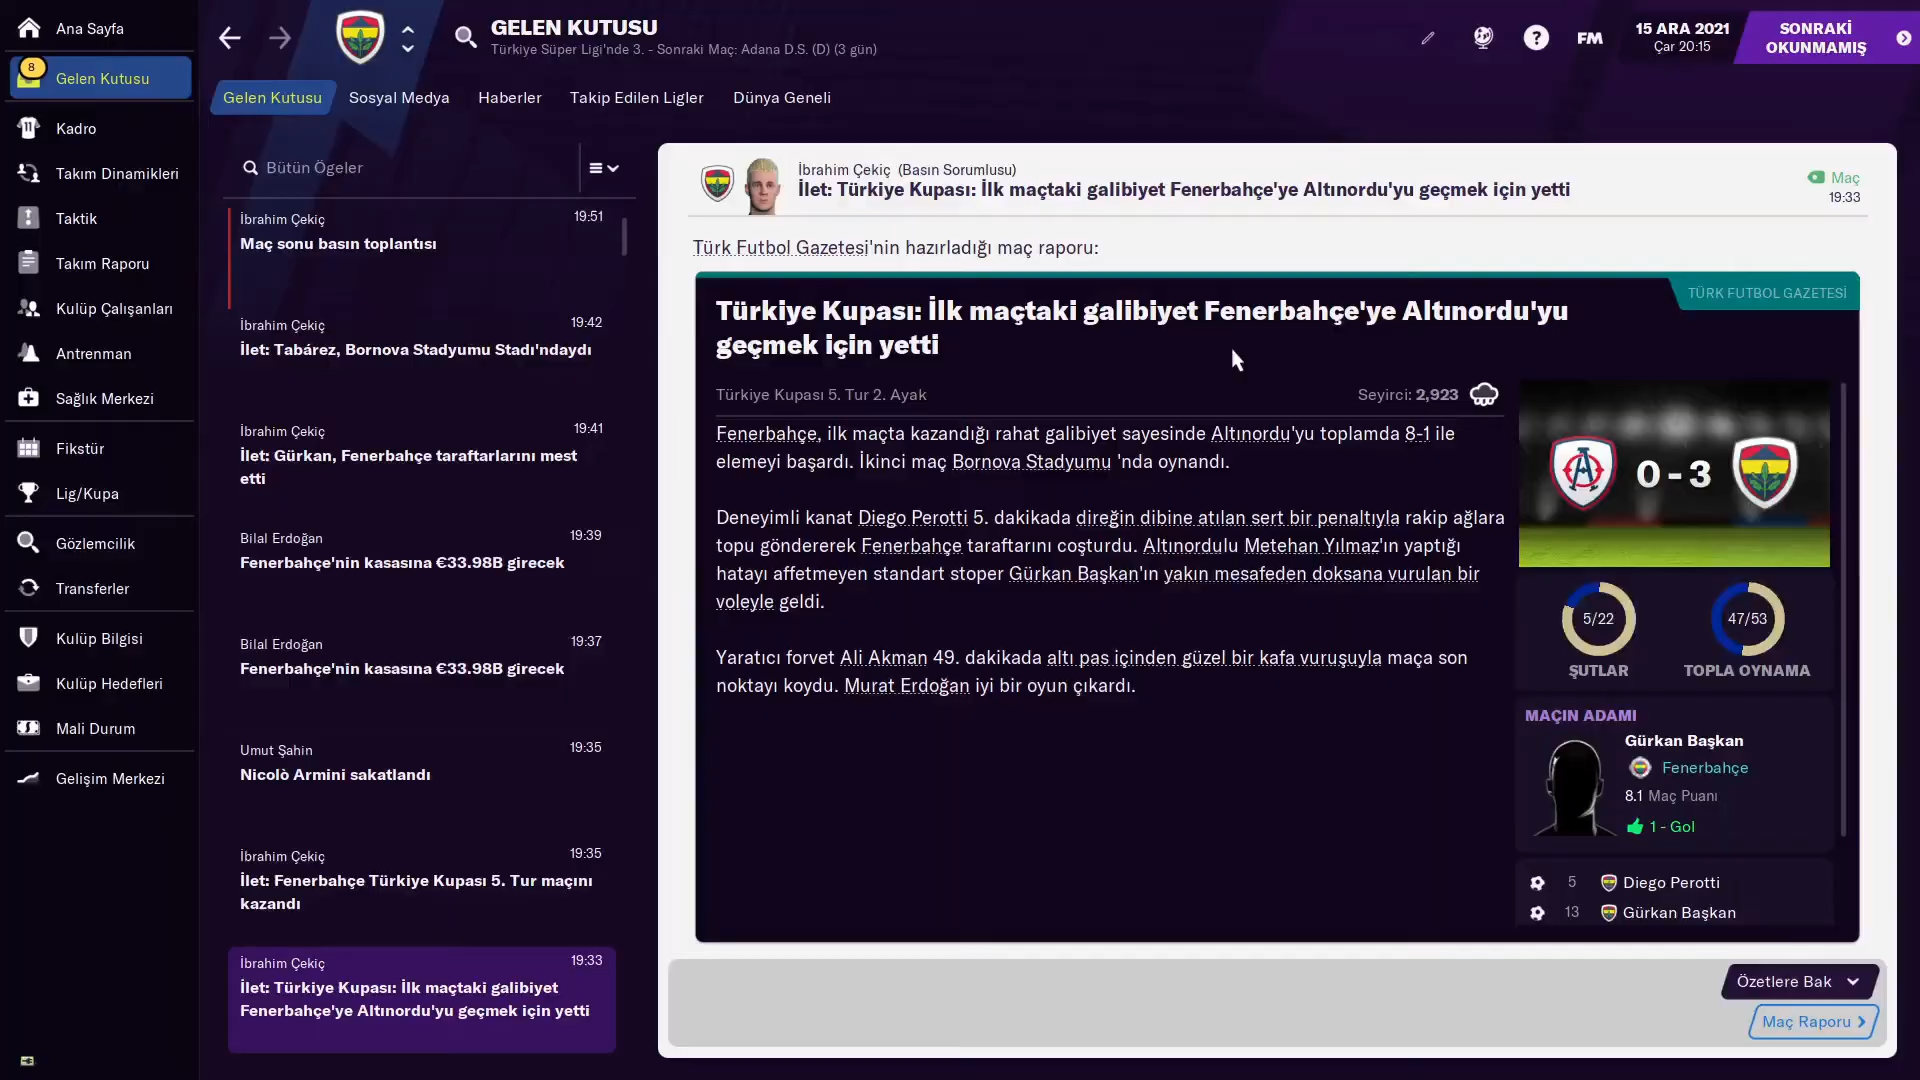 Ana Sayfa
8
Gelen Kutusu
Kadro
Takım Dinamikleri
Taktik
Takım Raporu
Kulüp Çalışanları
Antrenman
Sağlık Merkezi
Fikstür
Lig/Kupa
Gözlemcilik
Transferler
Kulüp Bilgisi
Kulüp Hedefleri
Mali Durum
Gelişim Merkezi
GELEN KUTUSU
Türkiye Süper Ligi'nde 3. - Sonraki Maç: Adana D.S. (D) (3 gün)
?
FM
15 ARA 2021
Çar 20:15
SONRAKİ
OKUNMAMIŞ
Gelen Kutusu
Sosyal Medya
Haberler
Takip Edilen Ligler
Dünya Geneli
Bütün Ögeler
İbrahim Çekiç 19:51
Maç sonu basın toplantısı
İbrahim Çekiç 19:42
İlet: Tabárez, Bornova Stadyumu Stadı'ndaydı
İbrahim Çekiç 19:41
İlet: Gürkan, Fenerbahçe taraftarlarını mest
etti
Bilal Erdoğan 19:39
Fenerbahçe'nin kasasına €33.98B girecek
Bilal Erdoğan 19:37
Fenerbahçe'nin kasasına €33.98B girecek
Umut Şahin 19:35
Nicolò Armini sakatlandı
İbrahim Çekiç 19:35
İlet: Fenerbahçe Türkiye Kupası 5. Tur maçını
kazandı
İbrahim Çekiç 19:33
İlet: Türkiye Kupası: İlk maçtaki galibiyet
Fenerbahçe'ye Altınordu'yu geçmek için yetti
İbrahim Çekiç (Basın Sorumlusu)
İlet: Türkiye Kupası: İlk maçtaki galibiyet Fenerbahçe'ye Altınordu'yu geçmek için yetti
Maç
19:33
Türk Futbol Gazetesi'nin hazırladığı maç raporu:
TÜRK FUTBOL GAZETESİ
Türkiye Kupası: İlk maçtaki galibiyet Fenerbahçe'ye Altınordu'yu
geçmek için yetti
Türkiye Kupası 5. Tur 2. Ayak
Seyirci: 2,923
Fenerbahçe, ilk maçta kazandığı rahat galibiyet sayesinde Altınordu'yu toplamda 8-1 ile
elemeyi başardı. İkinci maç Bornova Stadyumu 'nda oynandı.
Deneyimli kanat Diego Perotti 5. dakikada direğin dibine atılan sert bir penaltıyla rakip ağlara
topu göndererek Fenerbahçe taraftarını coşturdu. Altınordulu Metehan Yılmaz'ın yaptığı
hatayı affetmeyen standart stoper Gürkan Başkan'ın yakın mesafeden doksana vurulan bir
voleyle geldi.
Yaratıcı forvet Ali Akman 49. dakikada altı pas içinden güzel bir kafa vuruşuyla maça son
noktayı koydu. Murat Erdoğan iyi bir oyun çıkardı.
0 - 3
5/22
47/53
ŞUTLAR
TOPLA OYNAMA
MAÇIN ADAMI
Gürkan Başkan
Fenerbahçe
8.1 Maç Puanı
1 - Gol
5 Diego Perotti
13 Gürkan Başkan
Özetlere Bak
Maç Raporu